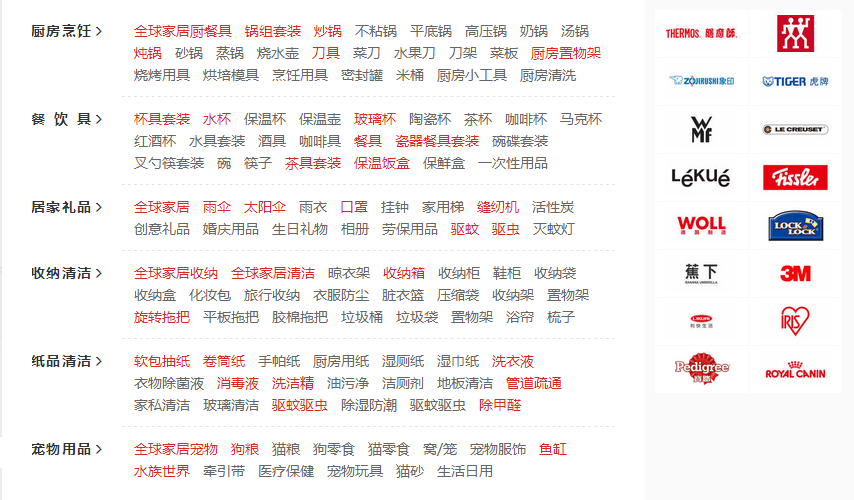 厨房烹饪 >
全球家居厨餐具 锅组套装 炒锅 不粘锅 平底锅 高压锅 奶锅 汤锅
炖锅 砂锅 蒸锅 烧水壶 刀具 菜刀 水果刀 刀架 菜板 厨房置物架
烧烤用具 烘培模具 烹饪用具 密封罐 米桶 厨房小工具 厨房清洗
餐 饮 具 >
杯具套装 水杯 保温杯 保温壶 玻璃杯 陶瓷杯 茶杯 咖啡杯 马克杯
红酒杯 水具套装 酒具 咖啡具 餐具 瓷器餐具套装 碗碟套装
叉勺筷套装 碗 筷子 茶具套装 保温饭盒 保鲜盒 一次性用品
居家礼品 >
全球家居 雨伞 太阳伞 雨衣 口罩 挂钟 家用梯 缝纫机 活性炭
创意礼品 婚庆用品 生日礼物 相册 劳保用品 驱蚊 驱虫 灭蚊灯
收纳清洁 >
全球家居收纳 全球家居清洁 晾衣架 收纳箱 收纳柜 鞋柜 收纳袋
收纳盒 化妆包 旅行收纳 衣服防尘 脏衣篮 压缩袋 收纳架 置物架
旋转拖把 平板拖把 胶棉拖把 垃圾桶 垃圾袋 置物架 浴帘 梳子
纸品清洁 >
软包抽纸 卷筒纸 手帕纸 厨房用纸 湿厕纸 湿巾纸 洗衣液
衣物除菌液 消毒液 洗洁精 油污净 洁厕剂 地板清洁 管道疏通
家私清洁 玻璃清洁 驱蚊驱虫 除湿防潮 驱蚊驱虫 除甲醛
宠物用品 >
全球家居宠物 狗粮 猫粮 狗零食 猫零食 窝/笼 宠物服饰 鱼缸
水族世界 牵引带 医疗保健 宠物玩具 猫砂 生活日用
THERMOS. 膳魔師.
ZOJIRUSHI 象印
TIGER 虎牌
WMF
LE CREUSET
Lékué
Fissler
WOLL
德国制造
LOCK & LOCK
蕉下
BANANA UMBRELLA
3M
利快生活
IRIS
Pedigree
宝路
ROYAL CANIN